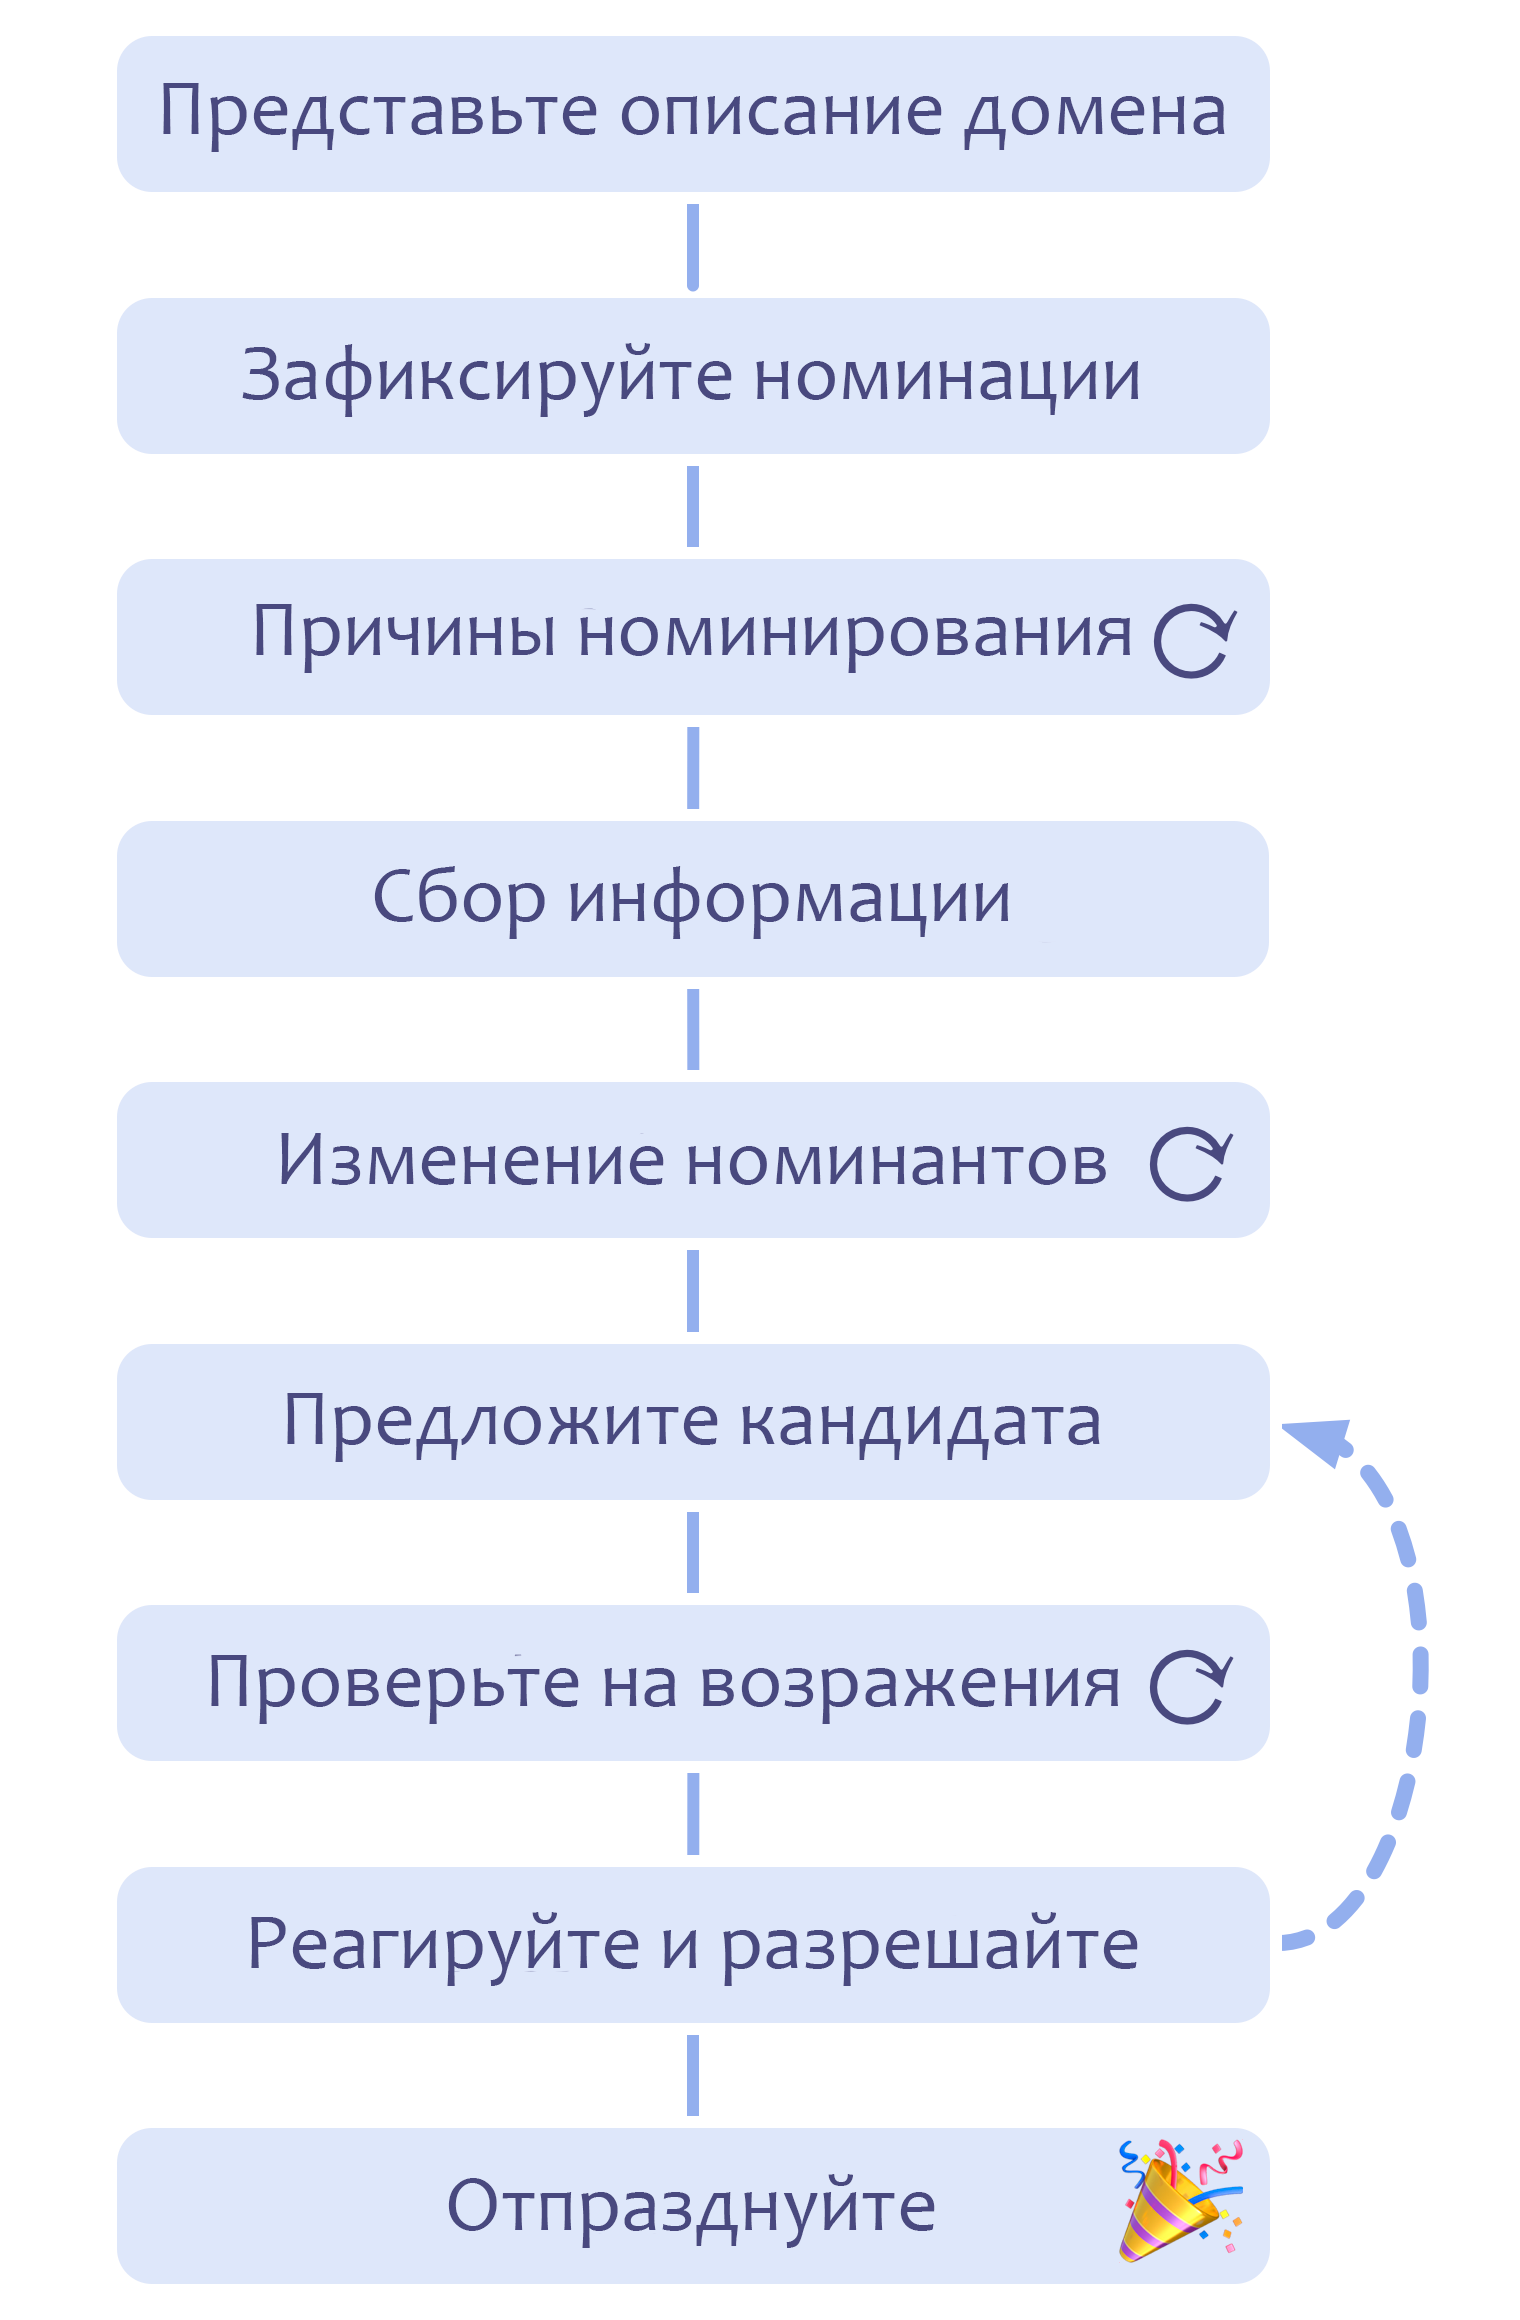 Представьте описание домена
Зафиксируйте номинации
Причины номинирования
Сбор информации
Изменение номинантов
Предложите кандидата
Проверьте на возражения
Реагируйте и разрешайте
Отпразднуйте